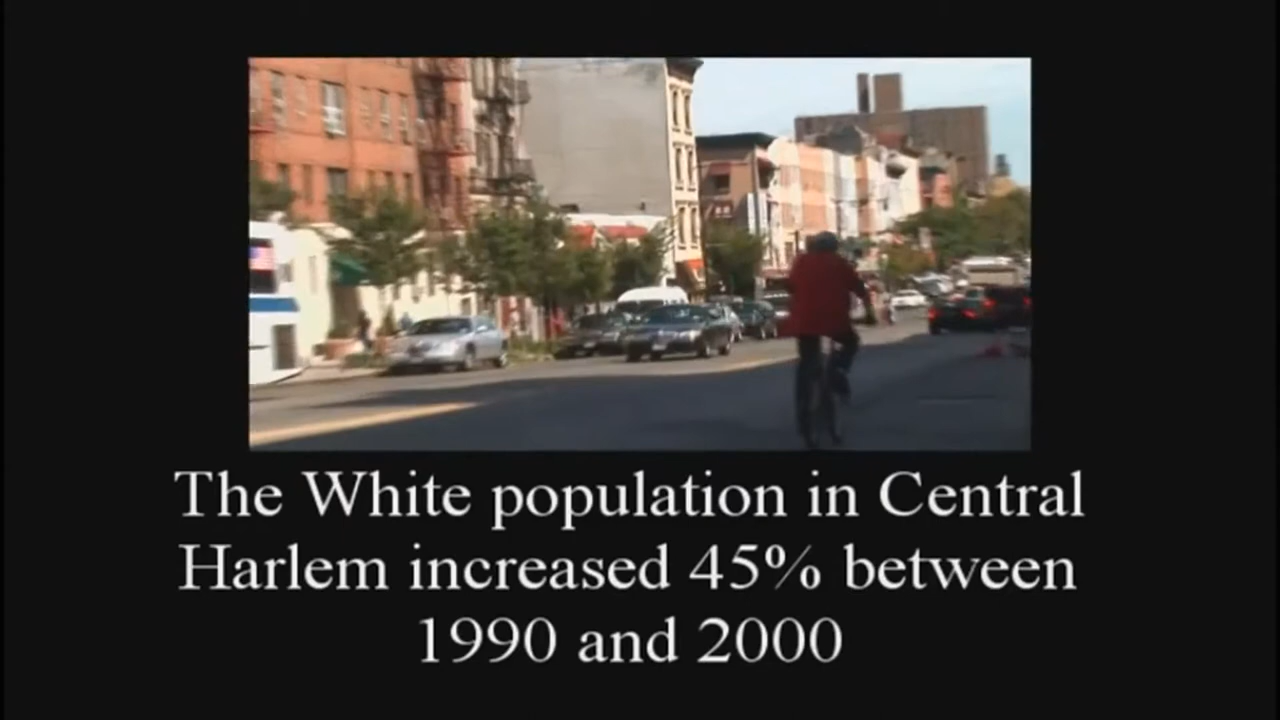 The White population in Central
Harlem increased 45% between
1990 and 2000